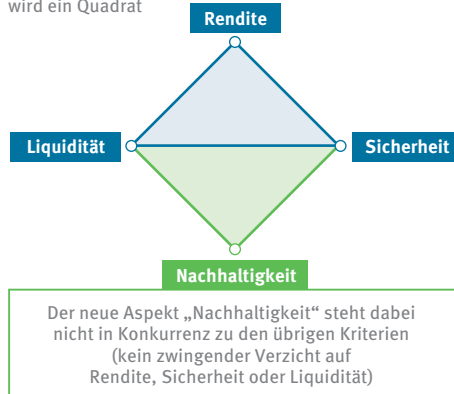 wird ein Quadrat
Rendite
Liquidität
Sicherheit
Nachhaltigkeit
Der neue Aspekt „Nachhaltigkeit“ steht dabei
nicht in Konkurrenz zu den übrigen Kriterien
(kein zwingender Verzicht auf
Rendite, Sicherheit oder Liquidität)